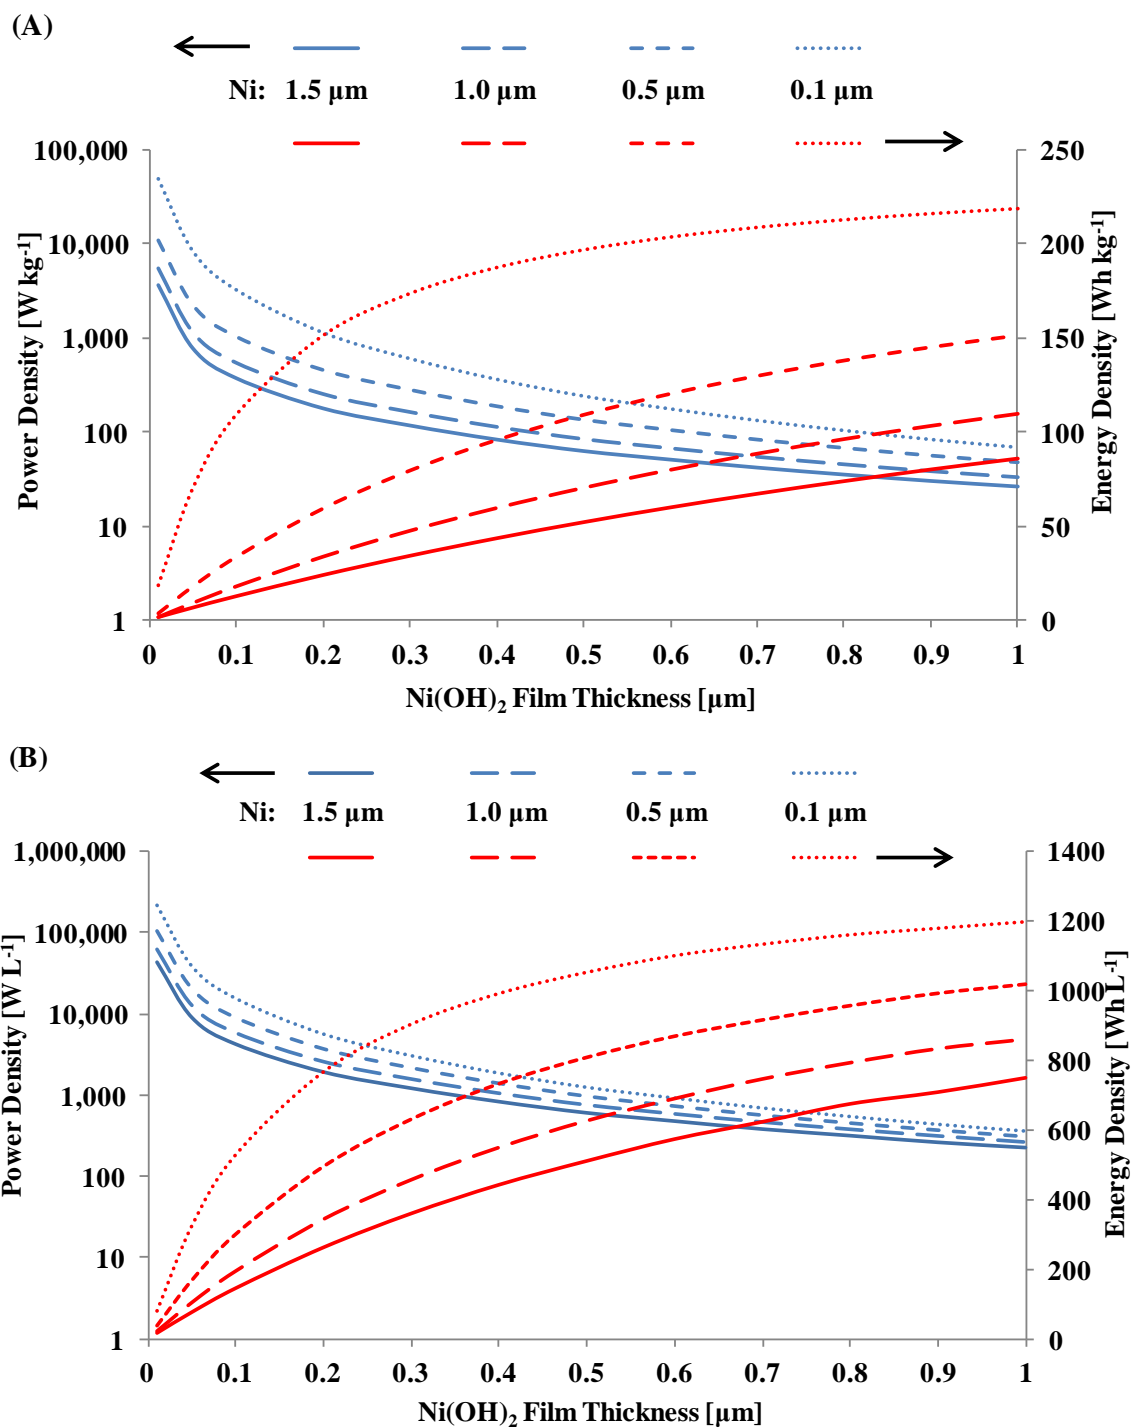 (A)
Ni: 1.5 µm 1.0 µm 0.5 µm 0.1 µm
100,000 250
10,000 200
1,000 150
100 100
10 50
1 0
Power Density [W kg-1]
Energy Density [Wh kg-1]
0 0.1 0.2 0.3 0.4 0.5 0.6 0.7 0.8 0.9 1
Ni(OH)2 Film Thickness [µm]
(B)
Ni: 1.5 µm 1.0 µm 0.5 µm 0.1 µm
1,000,000 1400
100,000 1200
10,000 1000
1,000 800
100 600
10 400
1 200
0
Power Density [W L-1]
Energy Density [Wh L-1]
0 0.1 0.2 0.3 0.4 0.5 0.6 0.7 0.8 0.9 1
Ni(OH)2 Film Thickness [µm]